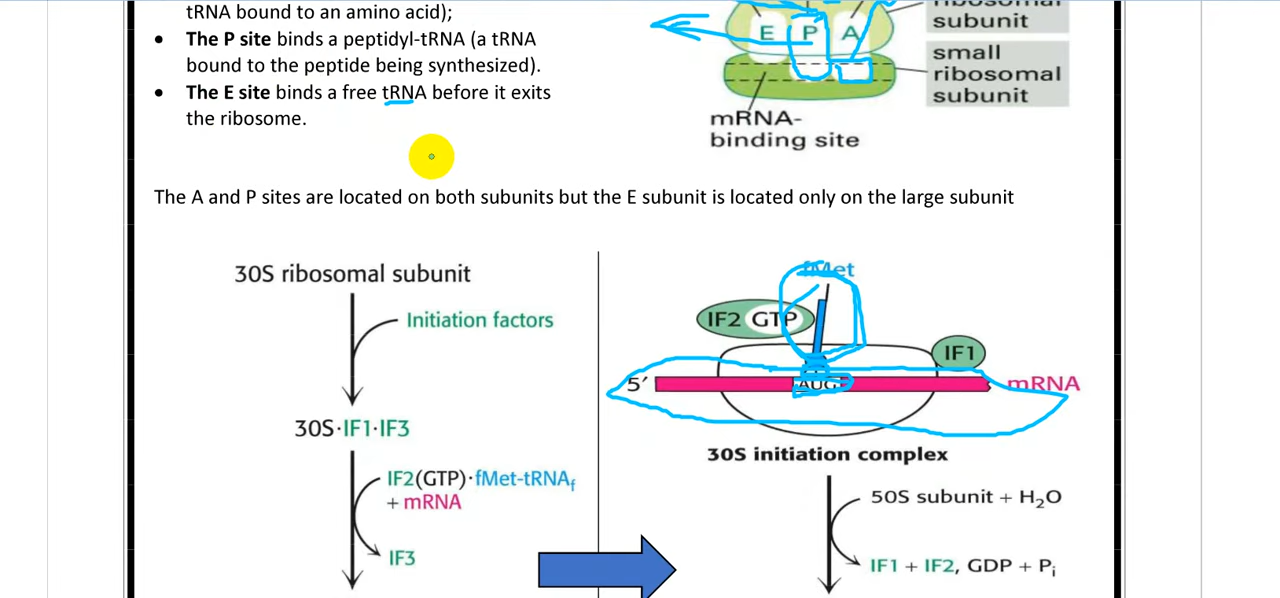 tRNA bound to an amino acid);
• The P site binds a peptidyl-tRNA (a tRNA
bound to the peptide being synthesized).
• The E site binds a free tRNA before it exits
the ribosome.
ribosomal
subunit
E P A
small
ribosomal
subunit
mRNA-
binding site
The A and P sites are located on both subunits but the E subunit is located only on the large subunit
30S ribosomal subunit
Initiation factors
30S·IF1·IF3
IF2(GTP)·fMet-tRNAf
+ mRNA
IF3
fMet
IF2 GTP
IF1
5′ AUG mRNA
30S initiation complex
50S subunit + H2O
IF1 + IF2, GDP + Pi